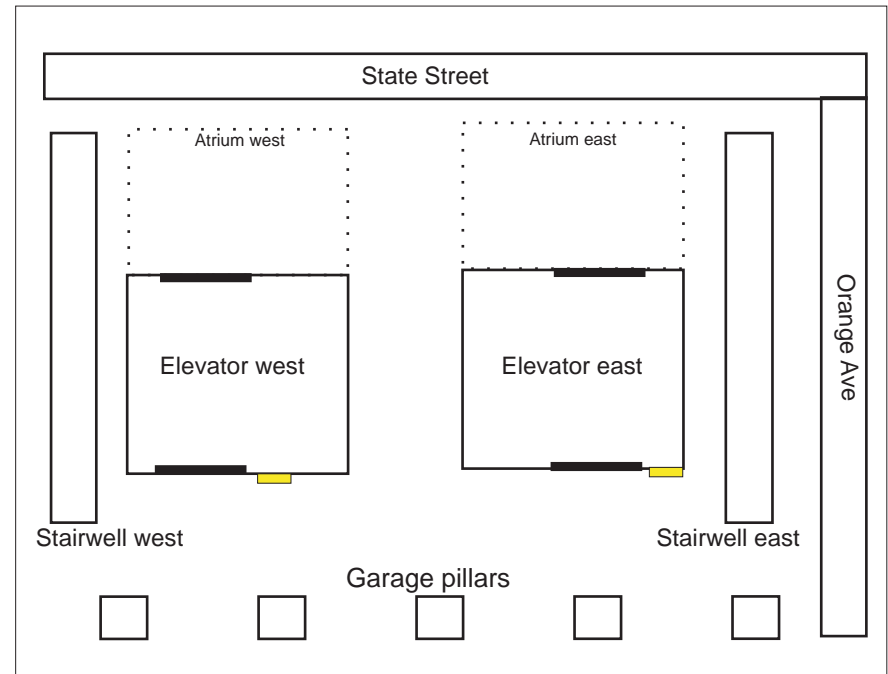 State Street
Atrium west
Atrium east
Orange Ave
Elevator west
Elevator east
Stairwell west
Stairwell east
Garage pillars